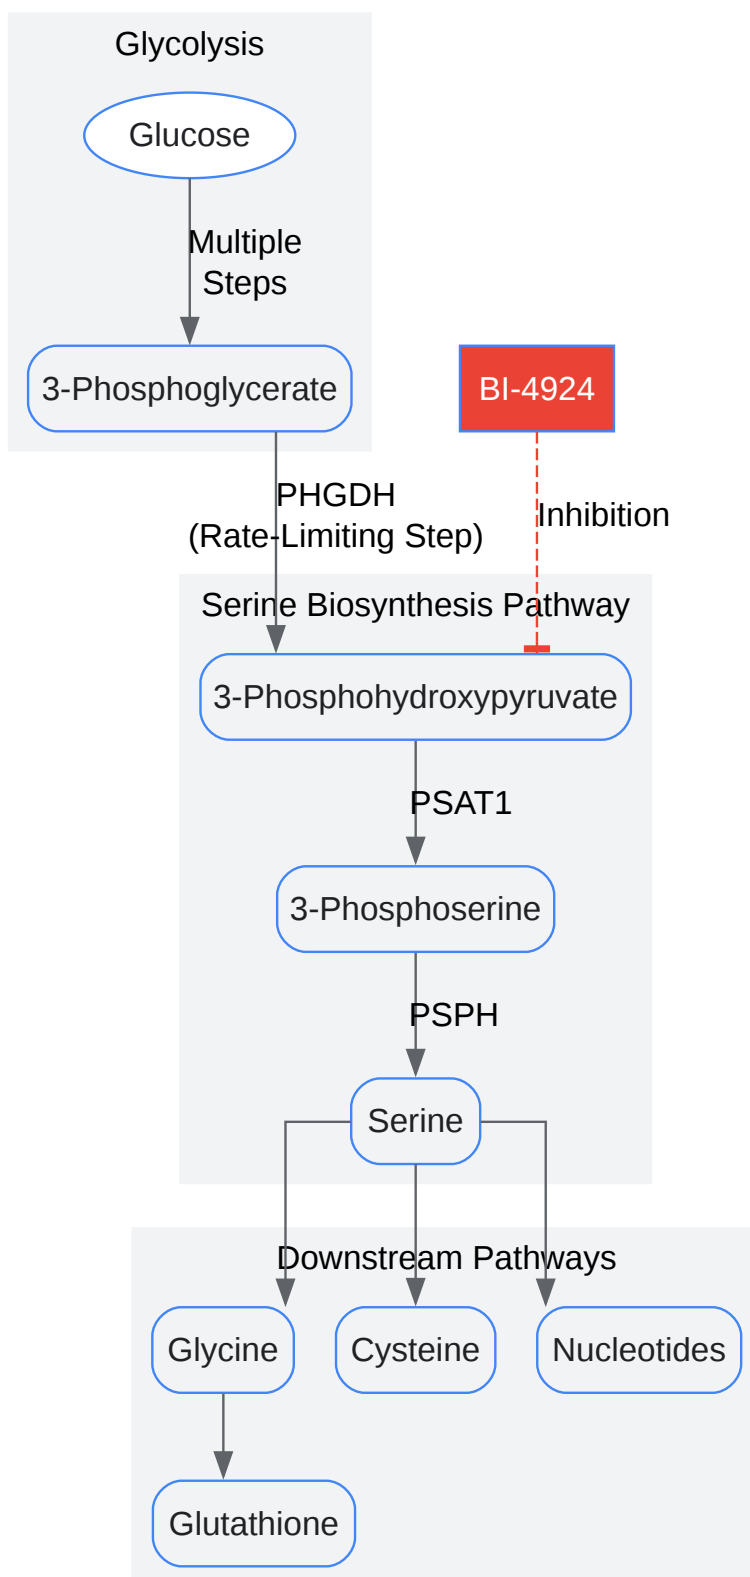 Glycolysis
Glucose
Multiple
Steps
3-Phosphoglycerate
BI-4924
PHGDH
(Rate-Limiting Step)
Inhibition
Serine Biosynthesis Pathway
3-Phosphohydroxypyruvate
PSAT1
3-Phosphoserine
PSPH
Serine
Downstream Pathways
Glycine
Cysteine
Nucleotides
Glutathione